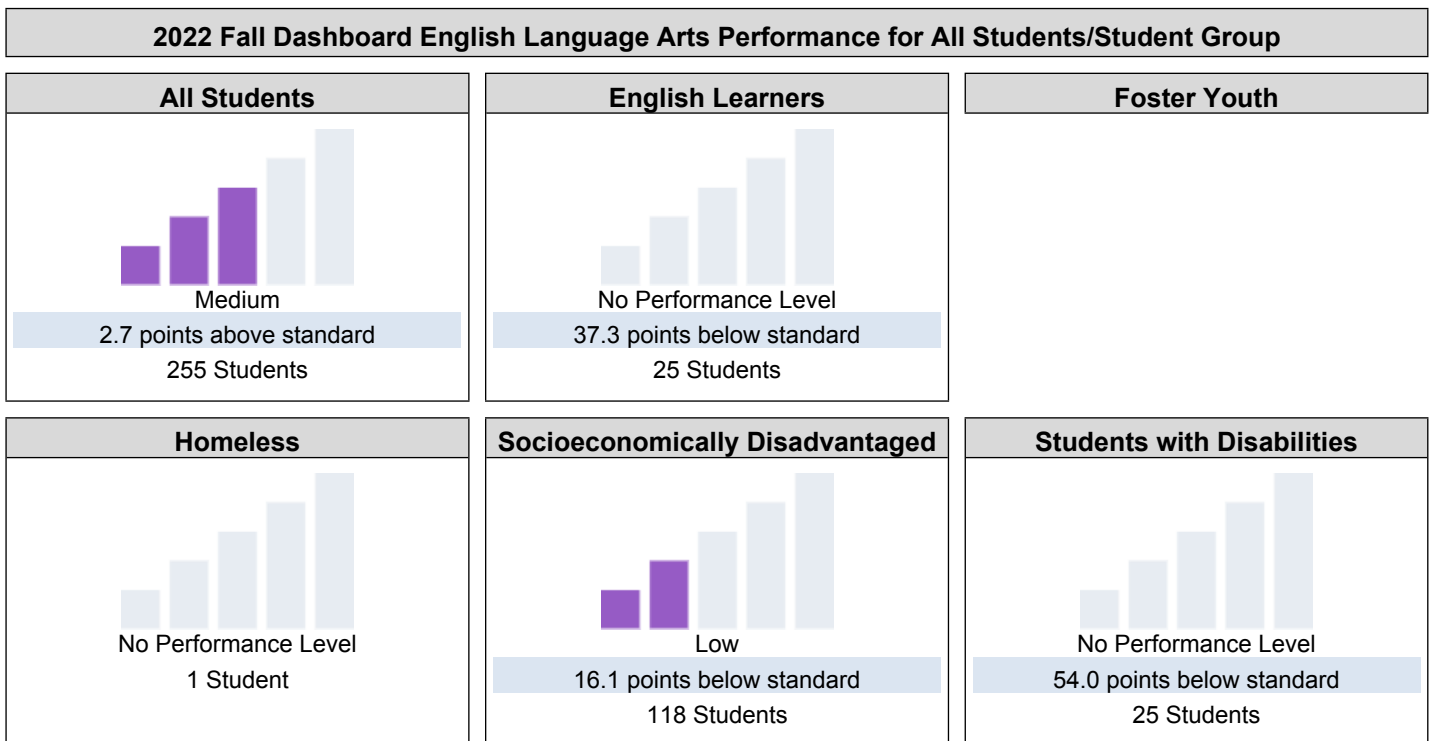 2022 Fall Dashboard English Language Arts Performance for All Students/Student Group
All Students
Medium
2.7 points above standard
255 Students
English Learners
No Performance Level
37.3 points below standard
25 Students
Foster Youth
Homeless
No Performance Level
1 Student
Socioeconomically Disadvantaged
Low
16.1 points below standard
118 Students
Students with Disabilities
No Performance Level
54.0 points below standard
25 Students